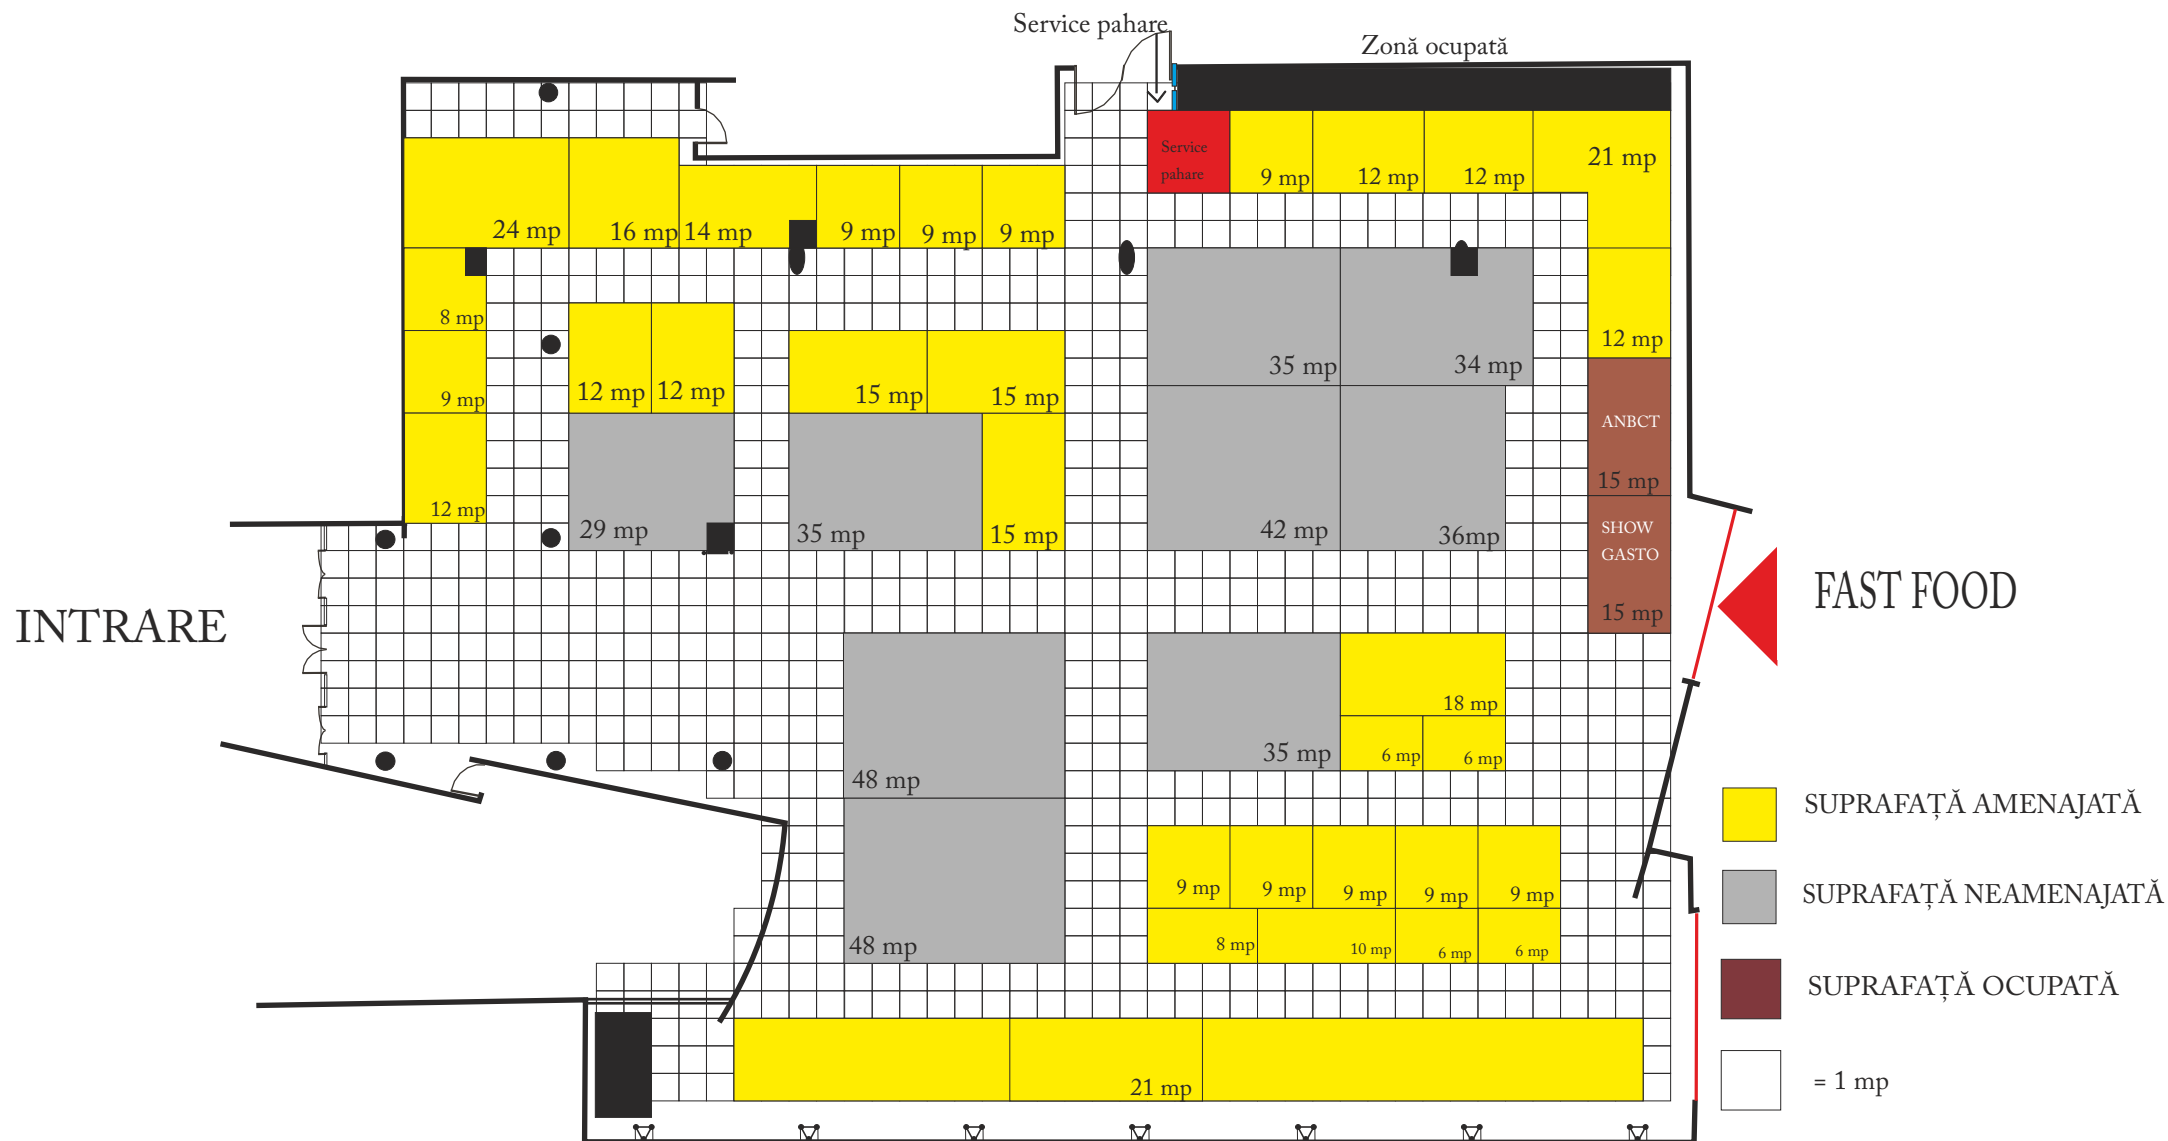 Service pahare
Zonă ocupată
Service
pahare
9 mp
12 mp
12 mp
21 mp
24 mp
16 mp
14 mp
9 mp
9 mp
9 mp
8 mp
9 mp
12 mp
12 mp
12 mp
15 mp
15 mp
35 mp
34 mp
12 mp
ANBCT
15 mp
29 mp
35 mp
15 mp
42 mp
36mp
SHOW
GASTO
15 mp
INTRARE
FAST FOOD
48 mp
35 mp
18 mp
6 mp
6 mp
48 mp
9 mp
9 mp
9 mp
9 mp
9 mp
8 mp
10 mp
6 mp
6 mp
21 mp
SUPRAFAȚĂ AMENAJATĂ
SUPRAFAȚĂ NEAMENAJATĂ
SUPRAFAȚĂ OCUPATĂ
= 1 mp